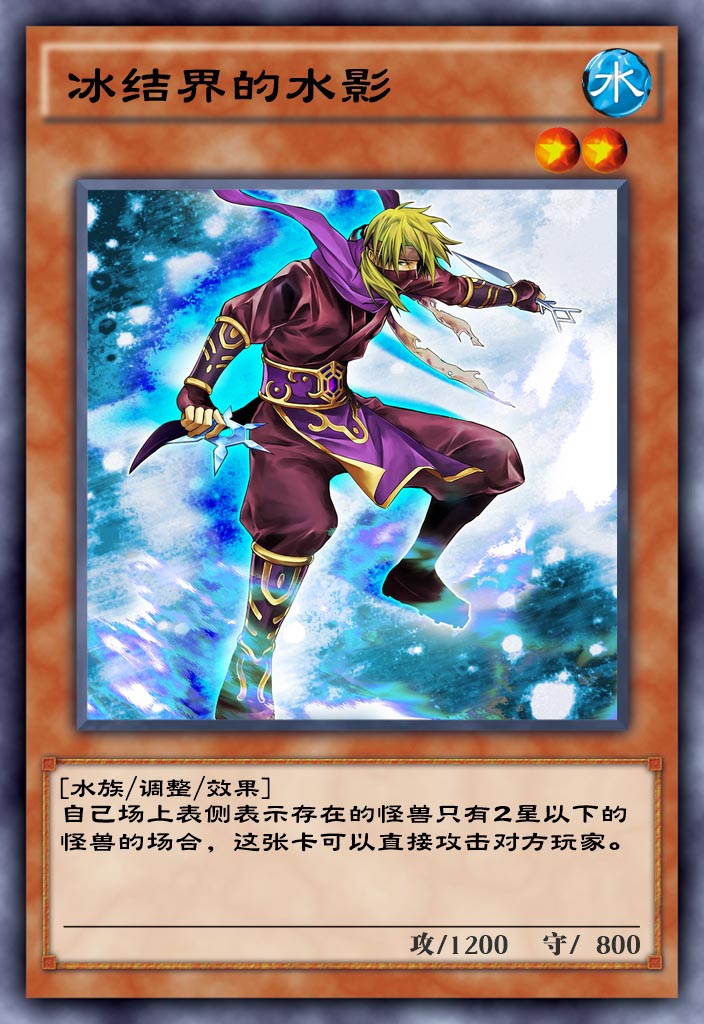 冰结界的水影
水
[水族/调整/效果]
自己场上表侧表示存在的怪兽只有2星以下的
怪兽的场合，这张卡可以直接攻击对方玩家。
攻/1200 守/ 800